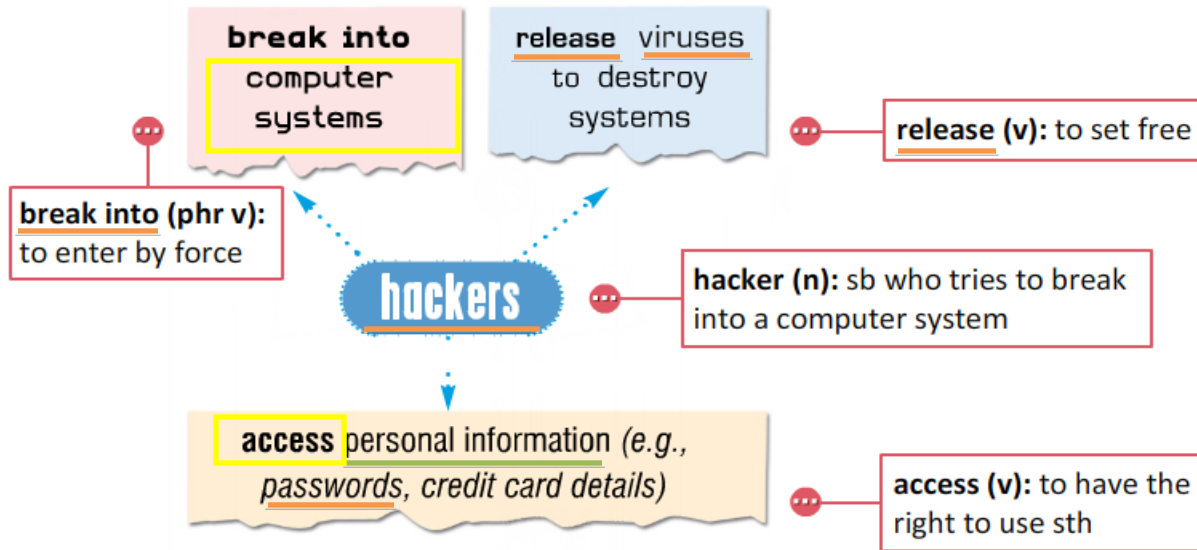 break into
computer
systems
release viruses
to destroy
systems
release (v): to set free
break into (phr v):
to enter by force
hackers
hacker (n): sb who tries to break
into a computer system
access personal information (e.g.,
passwords, credit card details)
access (v): to have the
right to use sth